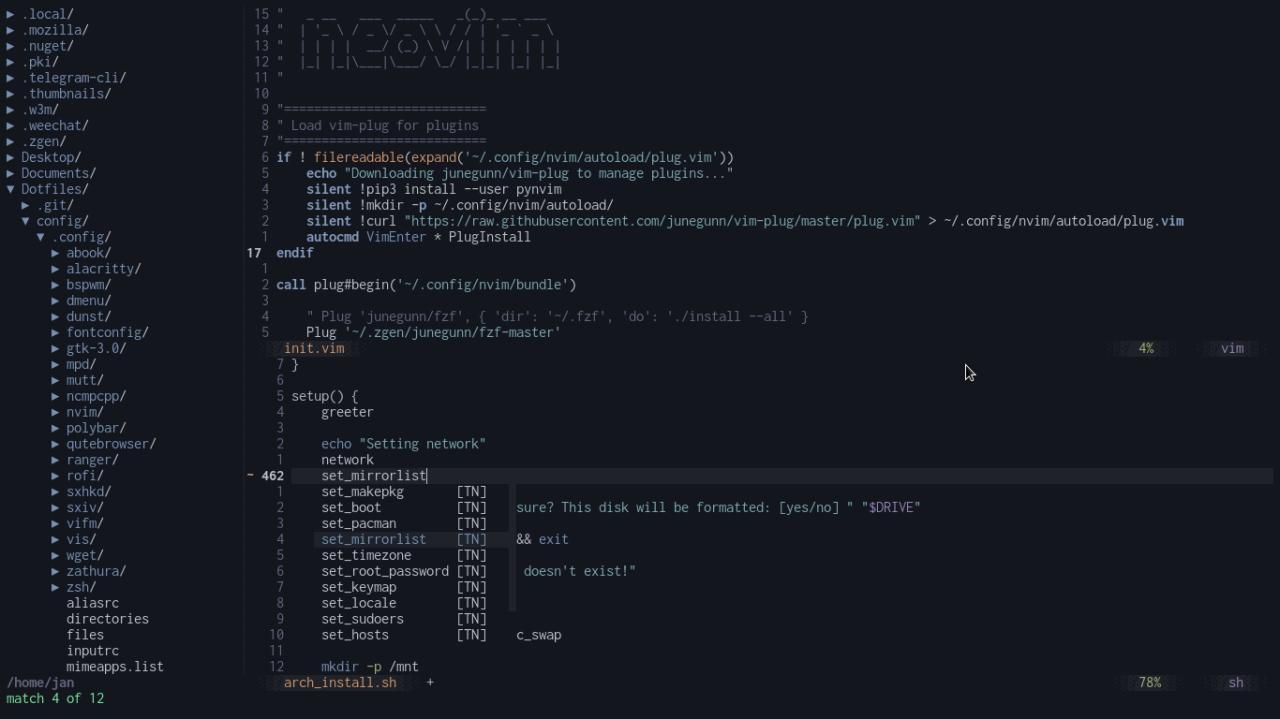 ▶ .local/
▶ .mozilla/
▶ .nuget/
▶ .pki/
▶ .telegram-cli/
▶ .thumbnails/
▶ .w3m/
▶ .weechat/
▶ .zgen/
▶ Desktop/
▶ Documents/
▼ Dotfiles/
▶ .git/
▼ config/
▼ .config/
▶ abook/
▶ alacritty/
▶ bspwm/
▶ dmenu/
▶ dunst/
▶ fontconfig/
▶ gtk-3.0/
▶ mpd/
▶ mutt/
▶ ncmpcpp/
▶ nvim/
▶ polybar/
▶ qutebrowser/
▶ ranger/
▶ rofi/
▶ sxhkd/
▶ sxiv/
▶ vifm/
▶ vis/
▶ wget/
▶ zathura/
▶ zsh/
aliasrc
directories
files
inputrc
mimeapps.list
/home/jan
match 4 of 12
15 "   _ __   ___  _____   _(_)_ __ ___
14 "  | '_ \ / _ \/ _ \ \ / / | '_ ` _ \
13 "  | | | |  __/ (_) \ V /| | | | | | |
12 "  |_| |_|\___|\___/ \_/ |_|_| |_| |_|
11 "
10
9 "===========================
8 " Load vim-plug for plugins
7 "===========================
6 if ! filereadable(expand('~/.config/nvim/autoload/plug.vim'))
5     echo "Downloading junegunn/vim-plug to manage plugins..."
4     silent !pip3 install --user pynvim
3     silent !mkdir -p ~/.config/nvim/autoload/
2     silent !curl "https://raw.githubusercontent.com/junegunn/vim-plug/master/plug.vim" > ~/.config/nvim/autoload/plug.vim
1     autocmd VimEnter * PlugInstall
17 endif
1
2 call plug#begin('~/.config/nvim/bundle')
3
4     " Plug 'junegunn/fzf', { 'dir': '~/.fzf', 'do': './install --all' }
5     Plug '~/.zgen/junegunn/fzf-master'
init.vim 4% vim
7 }
6
5 setup() {
4     greeter
3
2     echo "Setting network"
1     network
~ 462     set_mirrorlist
1     set_makepkg       [TN]
2     set_boot          [TN]    sure? This disk will be formatted: [yes/no] " "$DRIVE"
3     set_pacman        [TN]
4     set_mirrorlist    [TN]    && exit
5     set_timezone      [TN]
6     set_root_password [TN]     doesn't exist!"
7     set_keymap        [TN]
8     set_locale        [TN]
9     set_sudoers       [TN]
10     set_hosts         [TN]    c_swap
11
12     mkdir -p /mnt
arch_install.sh + 78% sh